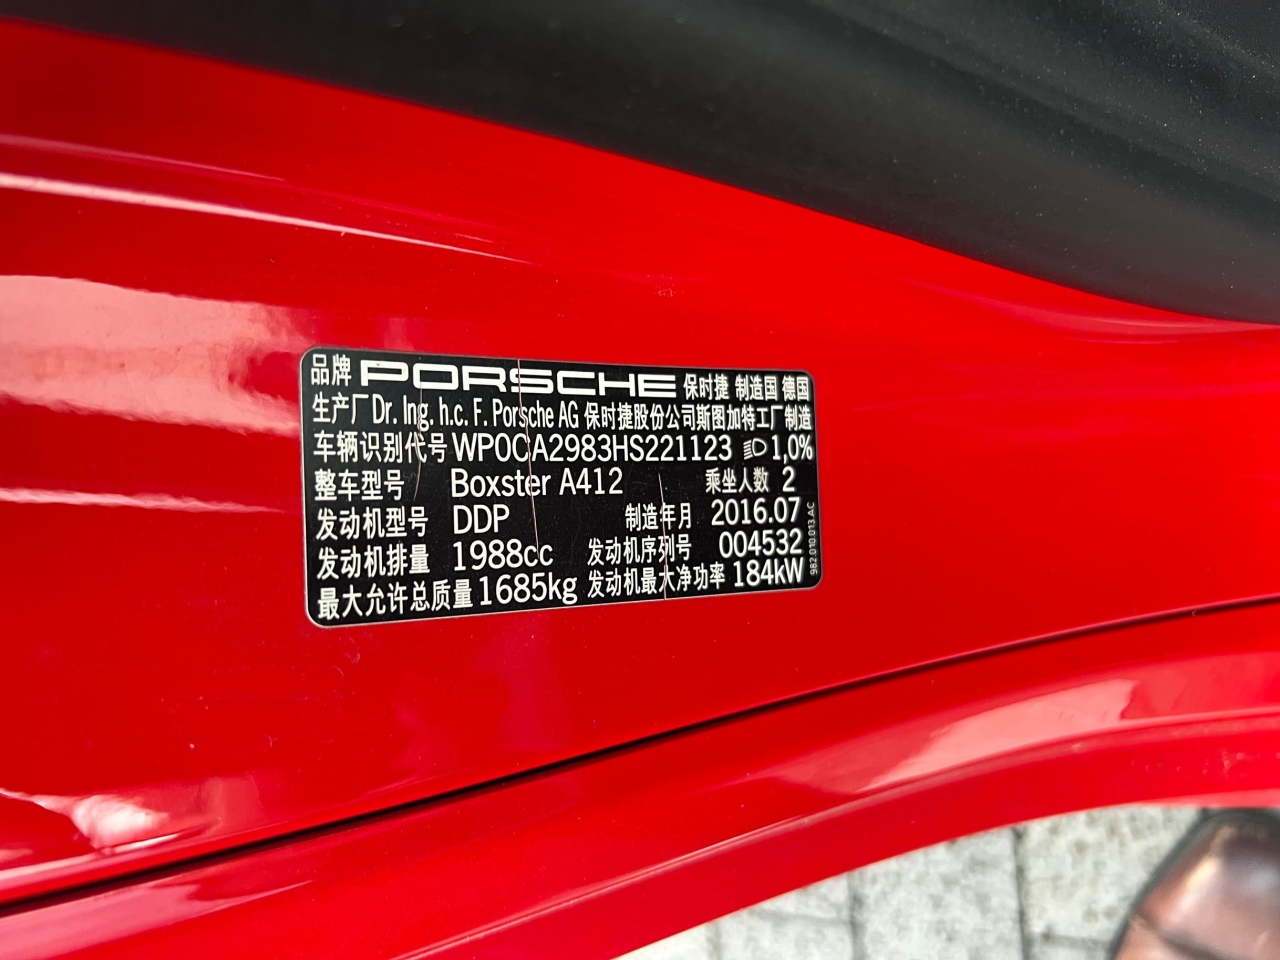 品牌 PORSCHE 保时捷 制造国 德国
生产厂 Dr. Ing. h.c. F. Porsche AG 保时捷股份公司斯图加特工厂制造
车辆识别代号 WP0CA2983HS221123 1,0%
整车型号 Boxster A412 乘坐人数 2
发动机型号 DDP 制造年月 2016.07
发动机排量 1988cc 发动机序列号 004532
最大允许总质量 1685kg 发动机最大净功率 184kW
982.010.013.AC